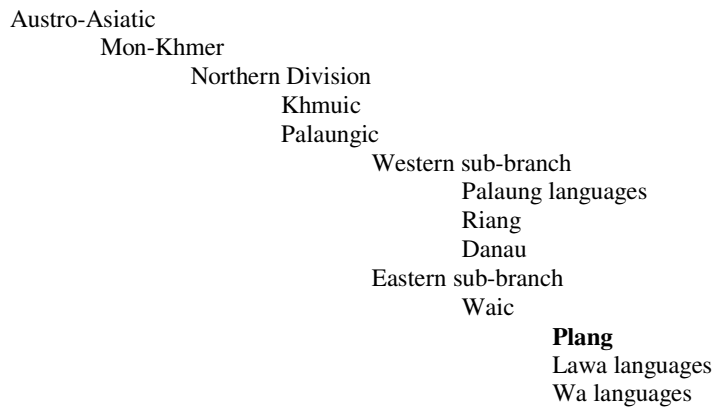 Austro-Asiatic
Mon-Khmer
Northern Division
Khmuic
Palaungic
Western sub-branch
Palaung languages
Riang
Danau
Eastern sub-branch
Waic
Plang
Lawa languages
Wa languages